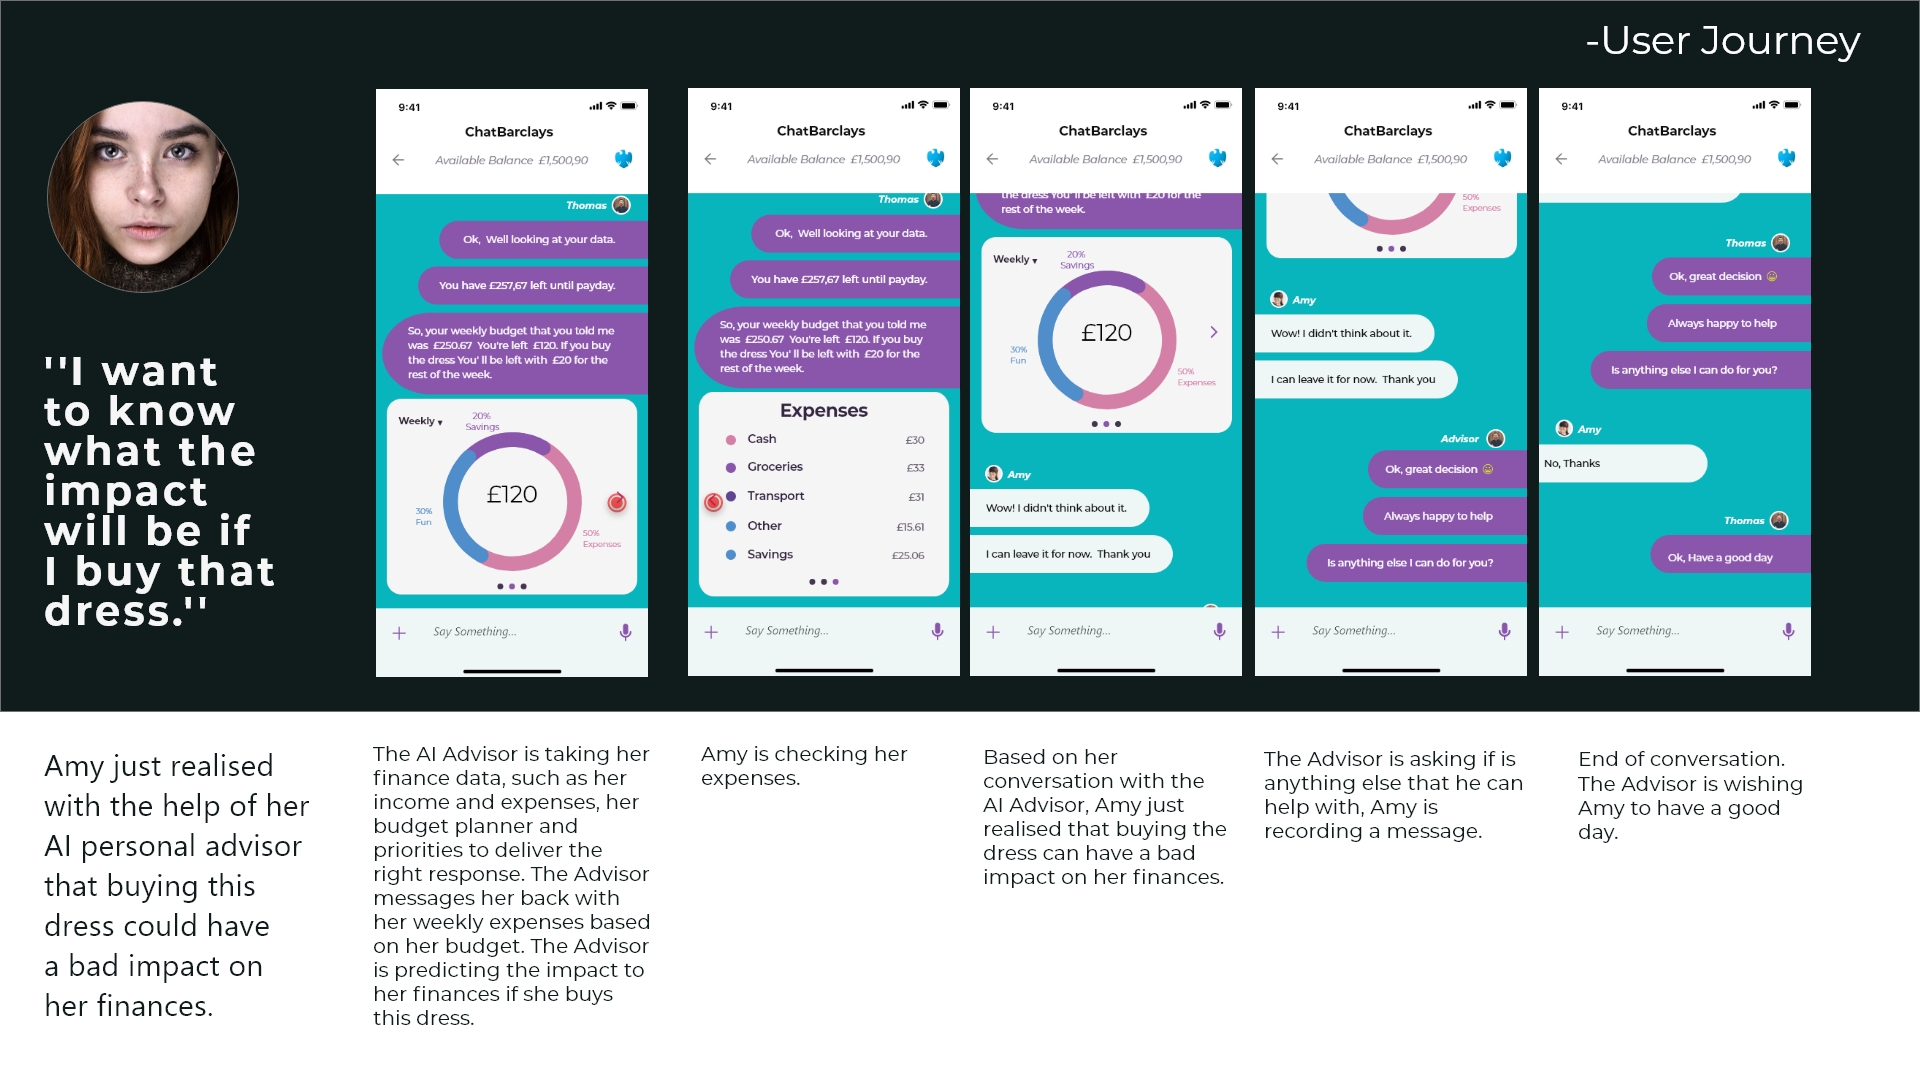 -User Journey
''I want
to know
what the
impact
will be if
I buy that
dress.''
9:41
ChatBarclays
Available Balance £1,500,90
Thomas
Ok, Well looking at your data.
You have £257,67 left until payday.
So, your weekly budget that you told me
was £250.67 You're left £120. If you buy
the dress You' ll be left with £20 for the
rest of the week.
Weekly
20%
Savings
£120
30%
Fun
50%
Expenses
Say Something...
9:41
ChatBarclays
Available Balance £1,500,90
Thomas
Ok, Well looking at your data.
You have £257,67 left until payday.
So, your weekly budget that you told me
was £250.67 You're left £120. If you buy
the dress You' ll be left with £20 for the
rest of the week.
Expenses
Cash £30
Groceries £33
Transport £31
Other £15.61
Savings £25.06
Say Something...
9:41
ChatBarclays
Available Balance £1,500,90
the dress You' ll be left with £20 for the
rest of the week.
Weekly
20%
Savings
£120
30%
Fun
50%
Expenses
Amy
Wow! I didn't think about it.
I can leave it for now. Thank you
Say Something...
9:41
ChatBarclays
Available Balance £1,500,90
50%
Expenses
Amy
Wow! I didn't think about it.
I can leave it for now. Thank you
Advisor
Ok, great decision
Always happy to help
Is anything else I can do for you?
Say Something...
9:41
ChatBarclays
Available Balance £1,500,90
Thomas
Ok, great decision
Always happy to help
Is anything else I can do for you?
Amy
No, Thanks
Thomas
Ok, Have a good day
Say Something...
Amy just realised
with the help of her
AI personal advisor
that buying this
dress could have
a bad impact on
her finances.
The AI Advisor is taking her
finance data, such as her
income and expenses, her
budget planner and
priorities to deliver the
right response. The Advisor
messages her back with
her weekly expenses based
on her budget. The Advisor
is predicting the impact to
her finances if she buys
this dress.
Amy is checking her
expenses.
Based on her
conversation with the
AI Advisor, Amy just
realised that buying the
dress can have a bad
impact on her finances.
The Advisor is asking if is
anything else that he can
help with, Amy is
recording a message.
End of conversation.
The Advisor is wishing
Amy to have a good
day.